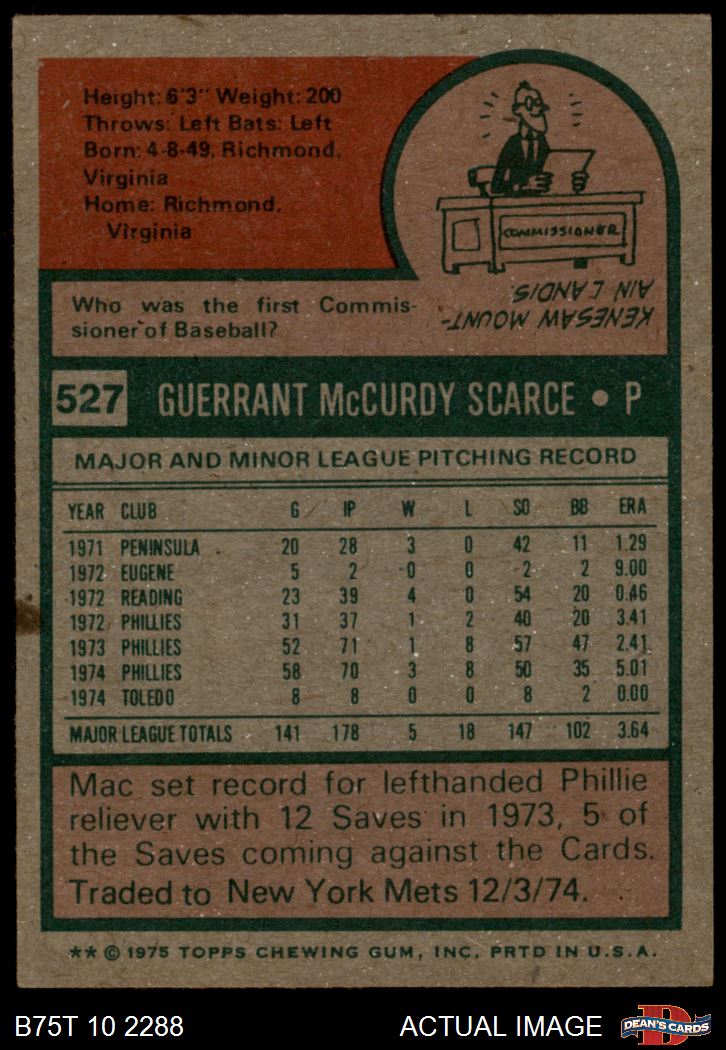 Height: 6'3" Weight: 200
Throws: Left Bats: Left
Born: 4-8-49, Richmond,
Virginia
Home: Richmond,
Virginia
COMMISSIONER
Who was the first Commis-
sioner of Baseball?
KENESAW MOUNT-
AIN LANDIS.
527 GUERRANT McCURDY SCARCE • P
MAJOR AND MINOR LEAGUE PITCHING RECORD
YEAR CLUB G IP W L SO BB ERA
1971 PENINSULA 20 28 3 0 42 11 1.29
1972 EUGENE 5 2 0 0 2 2 9.00
1972 READING 23 39 4 0 54 20 0.46
1972 PHILLIES 31 37 1 2 40 20 3.41
1973 PHILLIES 52 71 1 8 57 47 2.41
1974 PHILLIES 58 70 3 8 50 35 5.01
1974 TOLEDO 8 8 0 0 8 2 0.00
MAJOR LEAGUE TOTALS 141 178 5 18 147 102 3.64
Mac set record for lefthanded Phillie
reliever with 12 Saves in 1973, 5 of
the Saves coming against the Cards.
Traded to New York Mets 12/3/74.
** © 1975 TOPPS CHEWING GUM, INC. PRTD IN U.S.A.
B75T 10 2288 ACTUAL IMAGE D DEAN'S CARDS